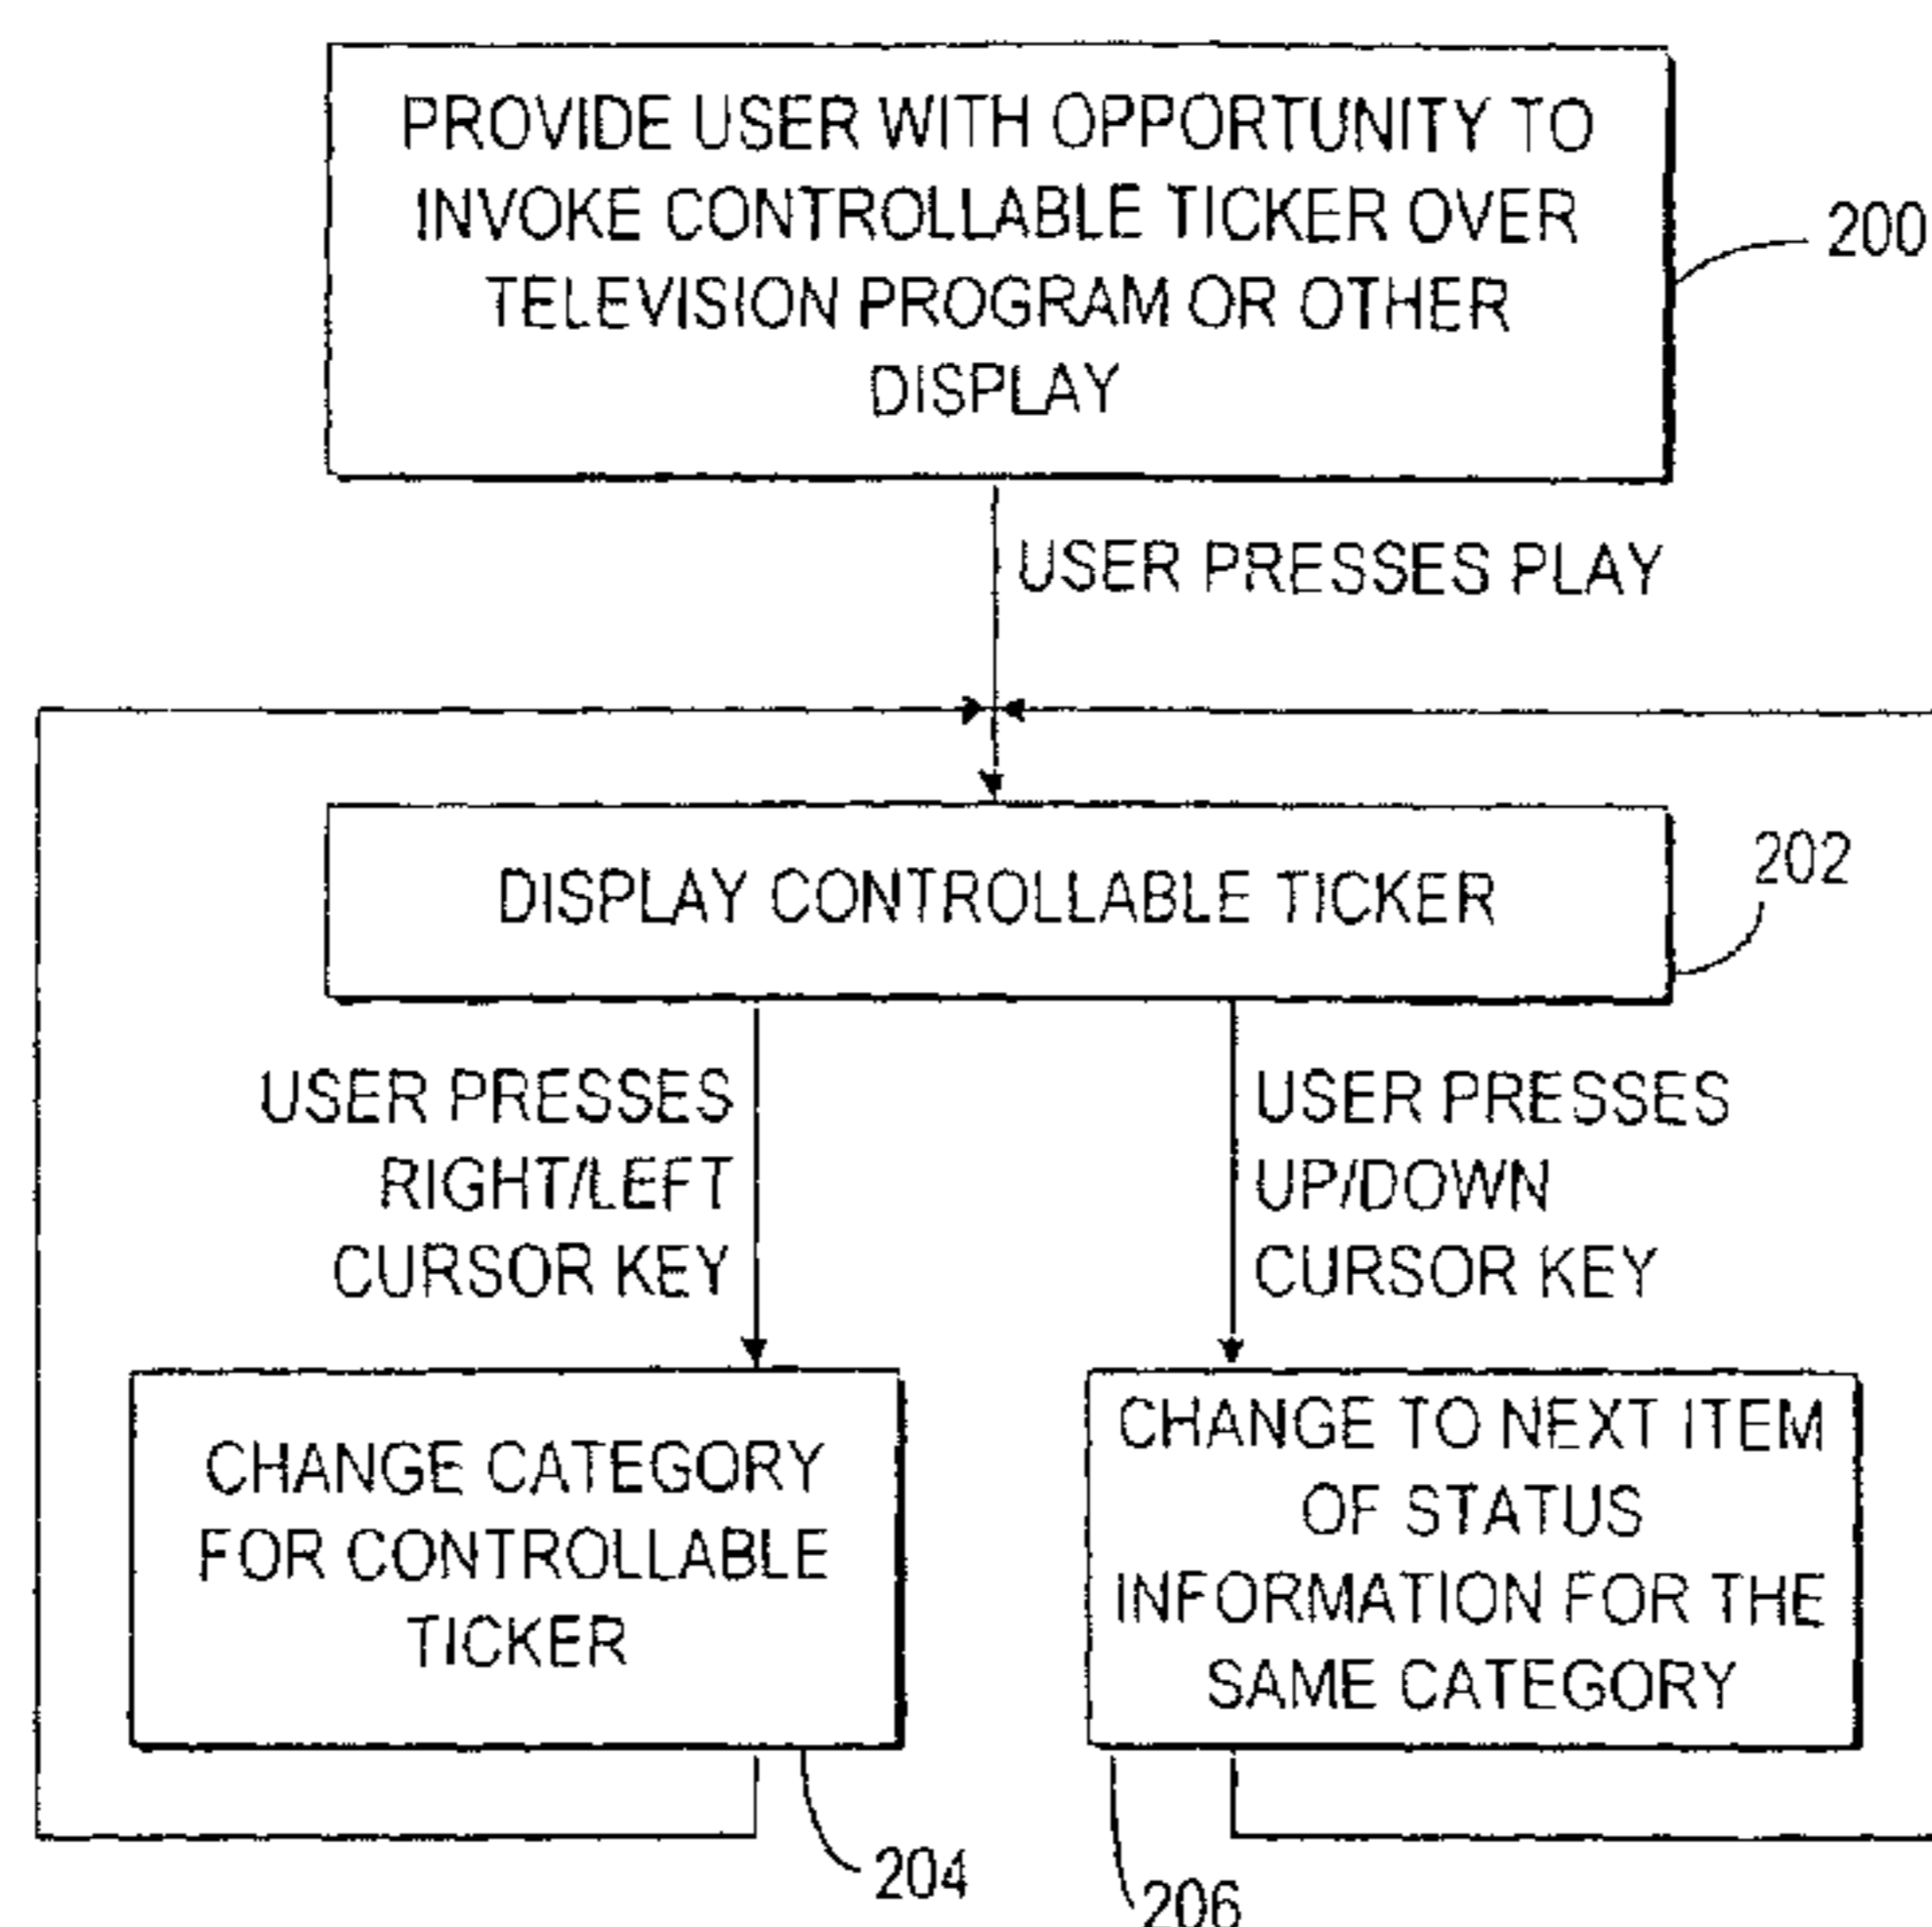 PROVIDE USER WITH OPPORTUNITY TO
INVOKE CONTROLLABLE TICKER OVER
TELEVISION PROGRAM OR OTHER
DISPLAY
200
USER PRESSES PLAY
DISPLAY CONTROLLABLE TICKER
202
USER PRESSES
RIGHT/LEFT
CURSOR KEY
USER PRESSES
UP/DOWN
CURSOR KEY
CHANGE CATEGORY
FOR CONTROLLABLE
TICKER
CHANGE TO NEXT ITEM
OF STATUS
INFORMATION FOR THE
SAME CATEGORY
204
206